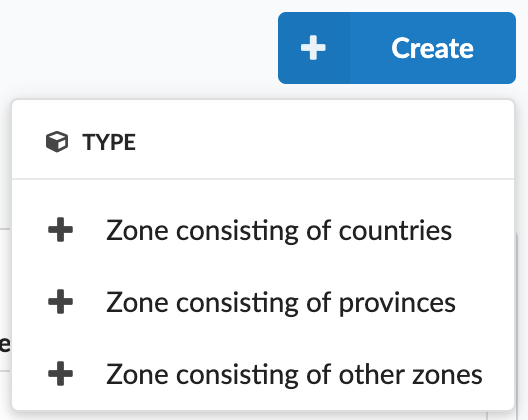 Create
TYPE
Zone consisting of countries
Zone consisting of provinces
e
Zone consisting of other zones